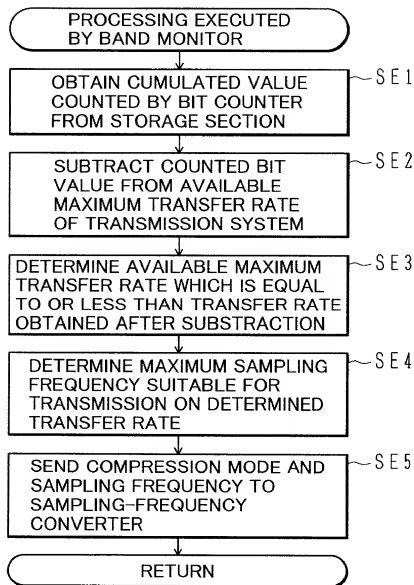 PROCESSING EXECUTED
BY BAND MONITOR
SE1
OBTAIN CUMULATED VALUE
COUNTED BY BIT COUNTER
FROM STORAGE SECTION
SE2
SUBTRACT COUNTED BIT
VALUE FROM AVAILABLE
MAXIMUM TRANSFER RATE
OF TRANSMISSION SYSTEM
SE3
DETERMINE AVAILABLE MAXIMUM
TRANSFER RATE WHICH IS EQUAL
TO OR LESS THAN TRANSFER RATE
OBTAINED AFTER SUBSTRACTION
SE4
DETERMINE MAXIMUM SAMPLING
FREQUENCY SUITABLE FOR
TRANSMISSION ON DETERMINED
TRANSFER RATE
SE5
SEND COMPRESSION MODE AND
SAMPLING FREQUENCY TO
SAMPLING-FREQUENCY
CONVERTER
RETURN